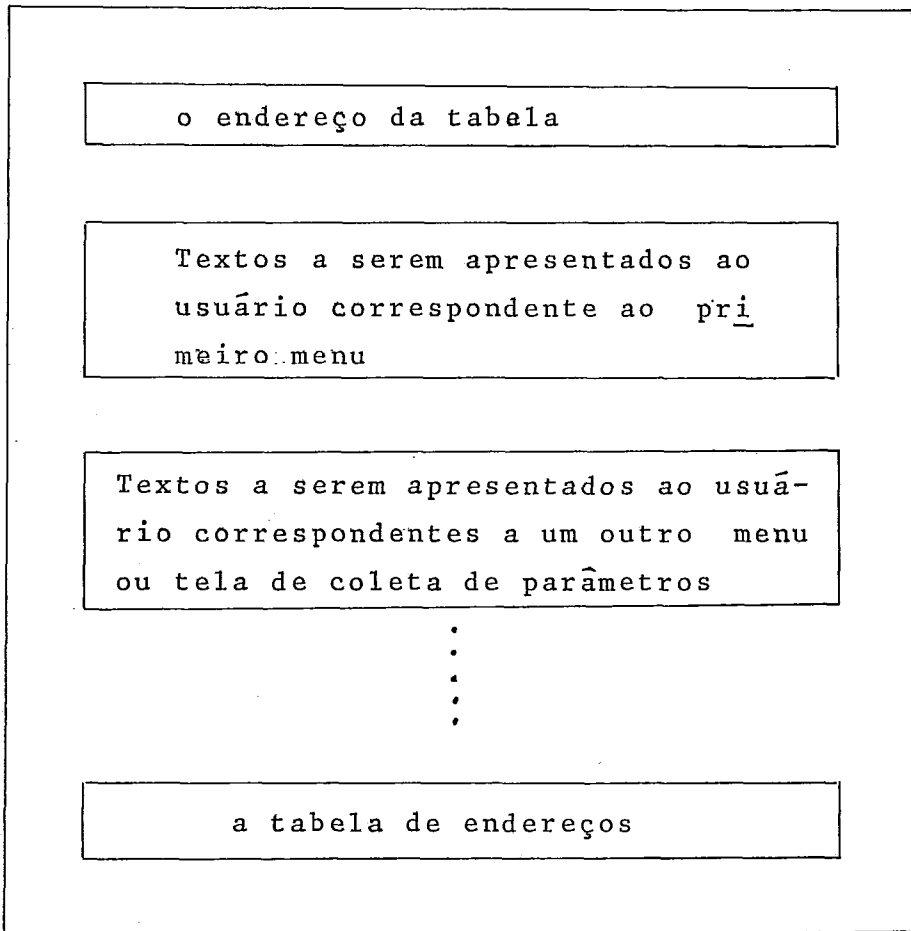 o endereço da tabela
Textos a serem apresentados ao
usuário correspondente ao pri
meiro menu
Textos a serem apresentados ao usuá-
rio correspondentes a um outro menu
ou tela de coleta de parâmetros
a tabela de endereços